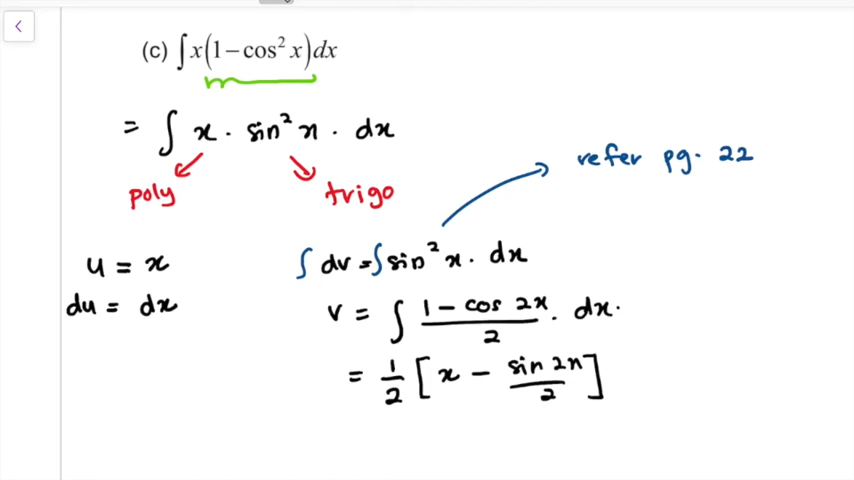 (c) ∫x(1−cos² x)dx
= ∫ x · sin² x · dx
refer pg. 22
poly
trigo
u = x
∫ dv = ∫ sin² x · dx
du = dx
v = ∫ (1 − cos 2x)/2 · dx.
= 1/2 [x − (sin 2x)/2]